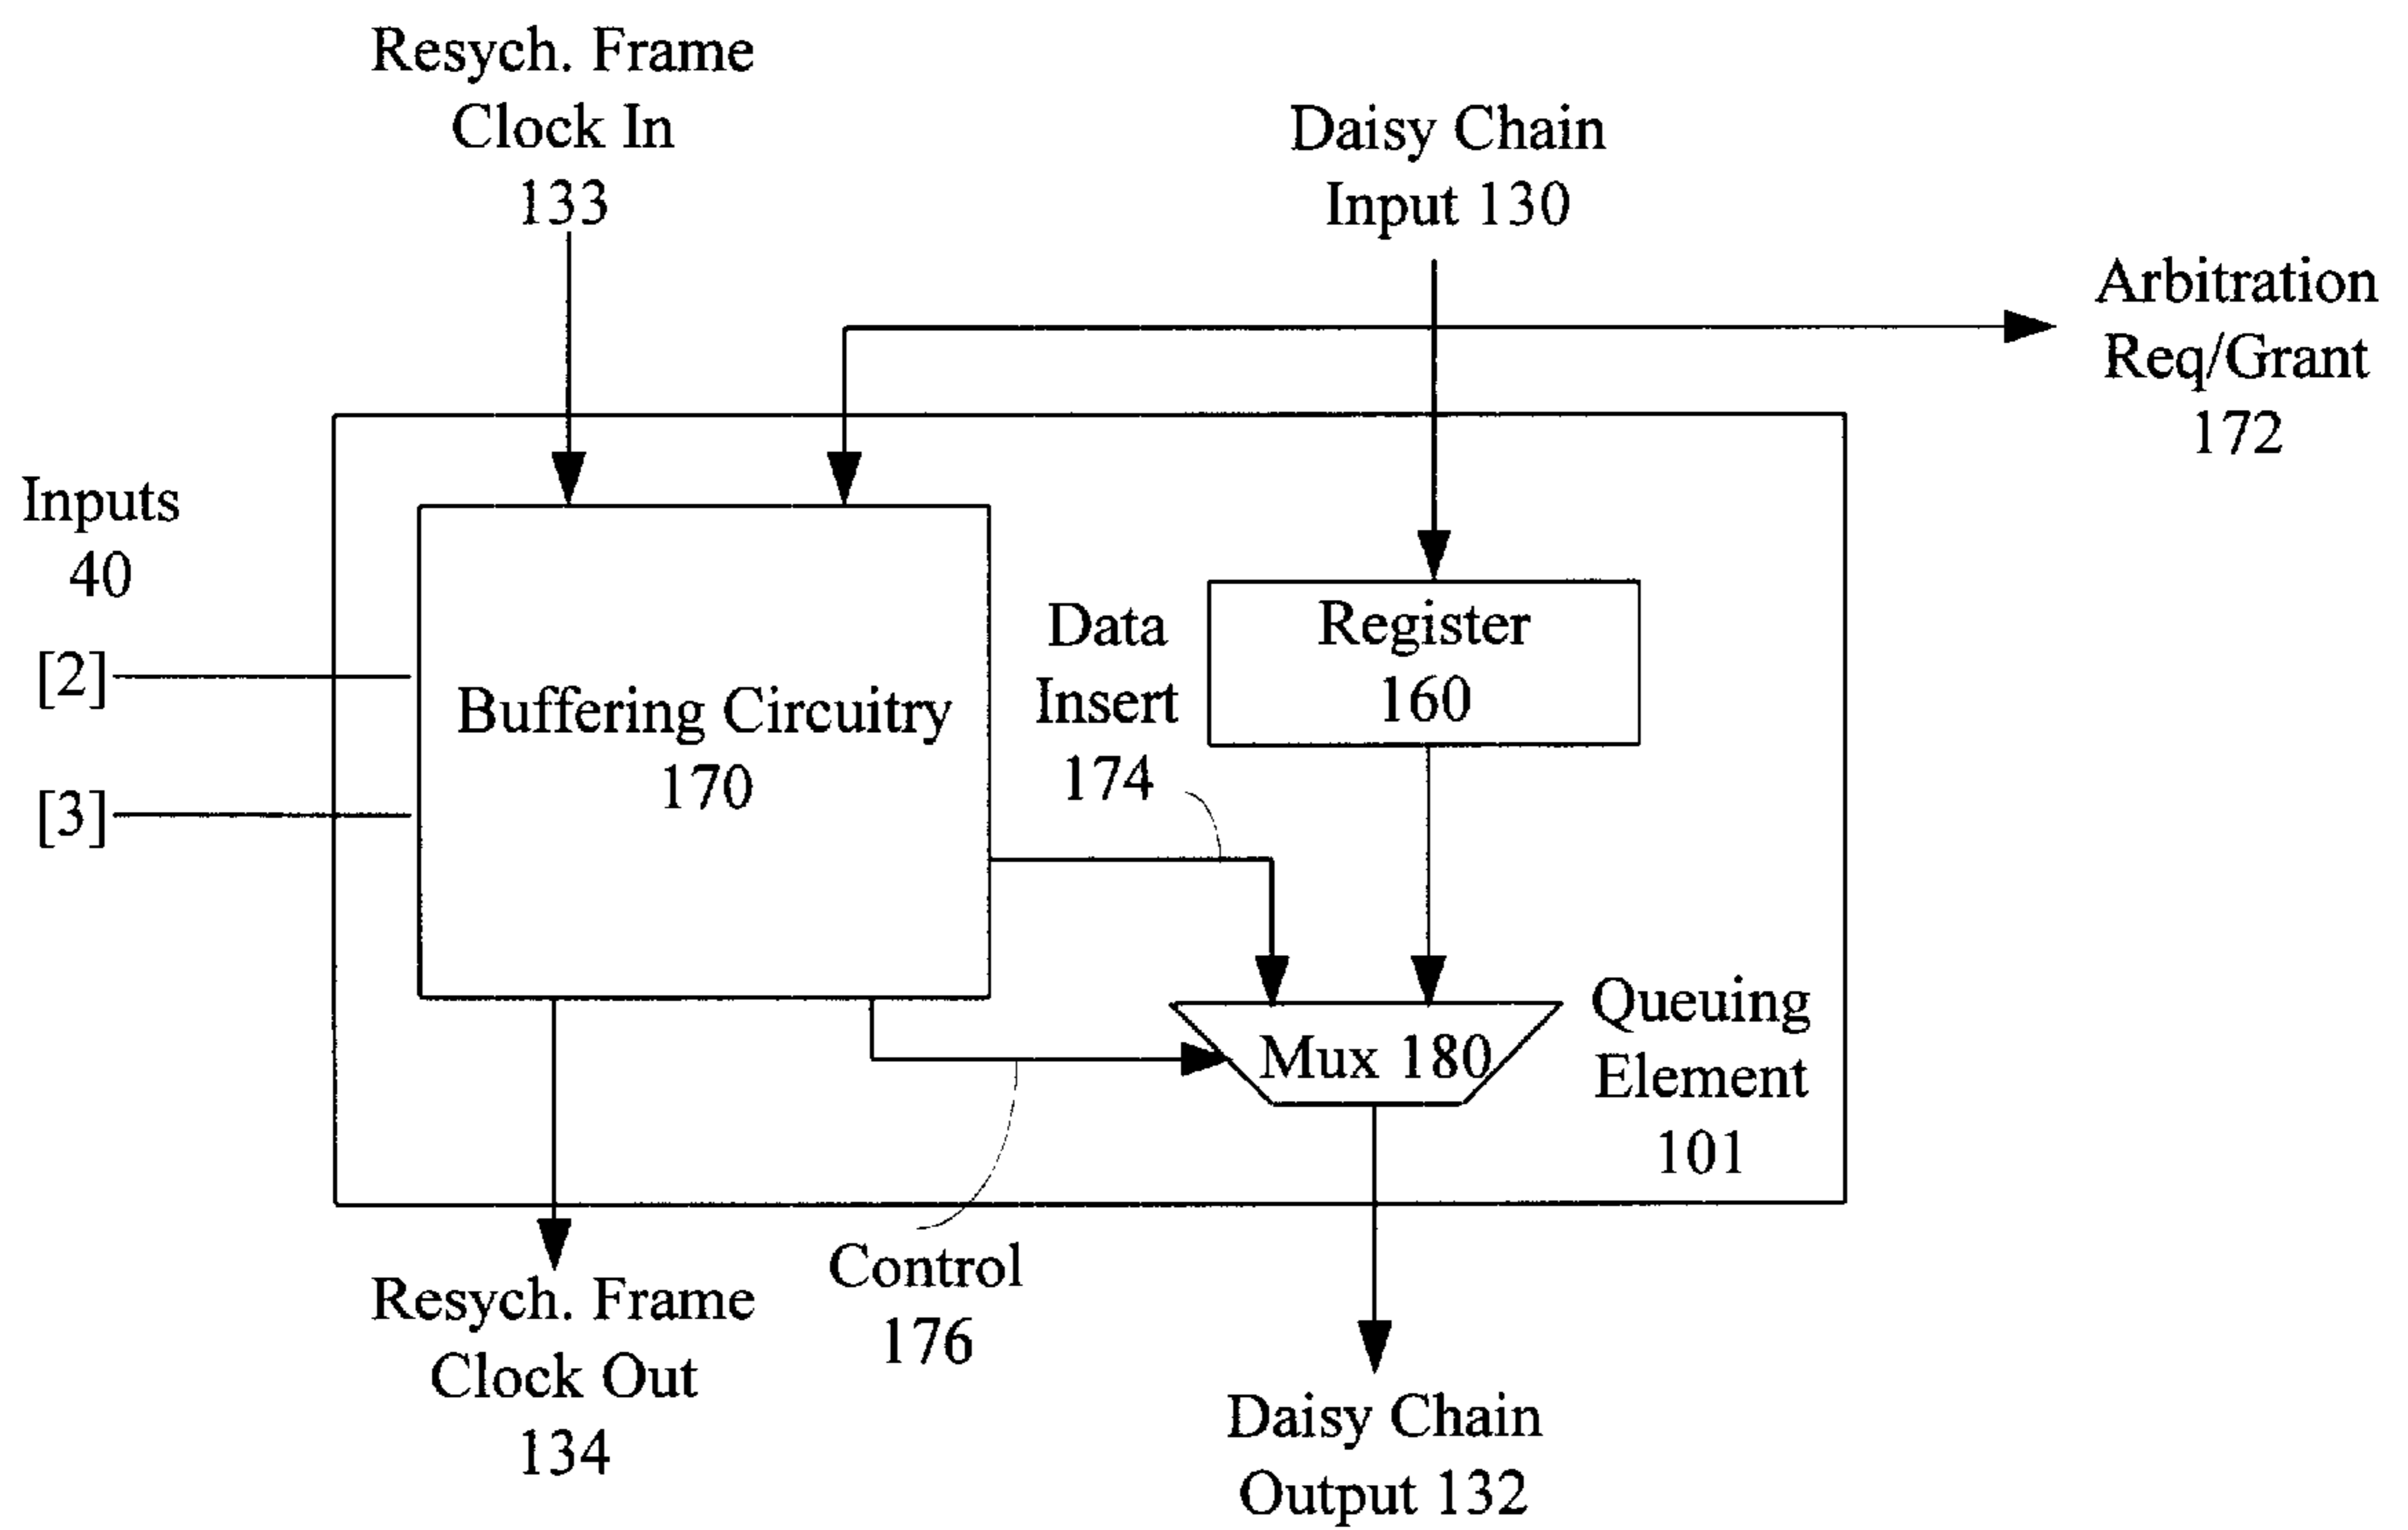 Resych. Frame
Clock In
133
Daisy Chain
Input 130
Arbitration
Req/Grant
172
Inputs
40
[2]
[3]
Buffering Circuitry
170
Data
Insert
174
Register
160
Mux 180
Queuing
Element
101
Control
176
Resych. Frame
Clock Out
134
Daisy Chain
Output 132